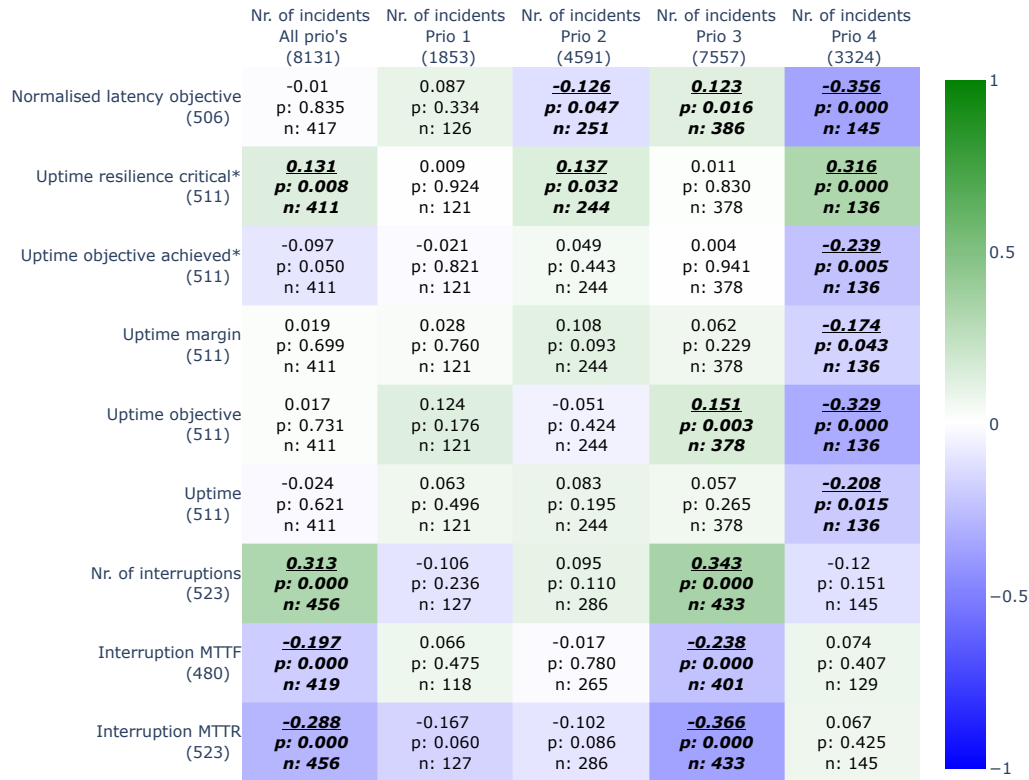 Nr. of incidents Nr. of incidents Nr. of incidents Nr. of incidents Nr. of incidents
All prio's Prio 1 Prio 2 Prio 3 Prio 4
(8131) (1853) (4591) (7557) (3324)
Normalised latency objective
(506)
-0.01 0.087 -0.126 0.123 -0.356
p: 0.835 p: 0.334 p: 0.047 p: 0.016 p: 0.000
n: 417 n: 126 n: 251 n: 386 n: 145
Uptime resilience critical*
(511)
0.131 0.009 0.137 0.011 0.316
p: 0.008 p: 0.924 p: 0.032 p: 0.830 p: 0.000
n: 411 n: 121 n: 244 n: 378 n: 136
Uptime objective achieved*
(511)
-0.097 -0.021 0.049 0.004 -0.239
p: 0.050 p: 0.821 p: 0.443 p: 0.941 p: 0.005
n: 411 n: 121 n: 244 n: 378 n: 136
Uptime margin
(511)
0.019 0.028 0.108 0.062 -0.174
p: 0.699 p: 0.760 p: 0.093 p: 0.229 p: 0.043
n: 411 n: 121 n: 244 n: 378 n: 136
Uptime objective
(511)
0.017 0.124 -0.051 0.151 -0.329
p: 0.731 p: 0.176 p: 0.424 p: 0.003 p: 0.000
n: 411 n: 121 n: 244 n: 378 n: 136
Uptime
(511)
-0.024 0.063 0.083 0.057 -0.208
p: 0.621 p: 0.496 p: 0.195 p: 0.265 p: 0.015
n: 411 n: 121 n: 244 n: 378 n: 136
Nr. of interruptions
(523)
0.313 -0.106 0.095 0.343 -0.12
p: 0.000 p: 0.236 p: 0.110 p: 0.000 p: 0.151
n: 456 n: 127 n: 286 n: 433 n: 145
Interruption MTTF
(480)
-0.197 0.066 -0.017 -0.238 0.074
p: 0.000 p: 0.475 p: 0.780 p: 0.000 p: 0.407
n: 419 n: 118 n: 265 n: 401 n: 129
Interruption MTTR
(523)
-0.288 -0.167 -0.102 -0.366 0.067
p: 0.000 p: 0.060 p: 0.086 p: 0.000 p: 0.425
n: 456 n: 127 n: 286 n: 433 n: 145
1
0.5
0
−0.5
−1